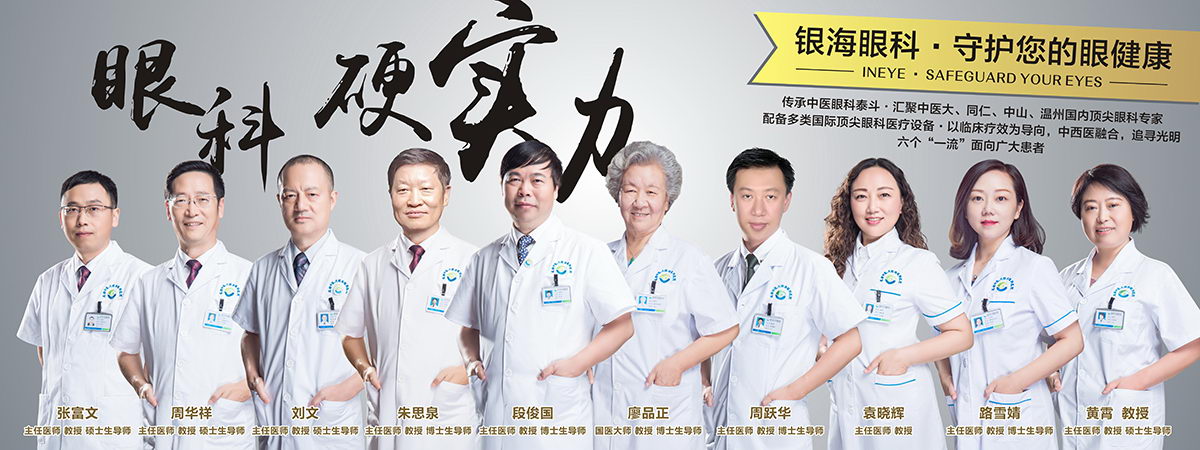 眼科硬实力
银海眼科·守护您的眼健康
INEYE · SAFEGUARD YOUR EYES
传承中医眼科泰斗·汇聚中医大、同仁、中山、温州国内顶尖眼科专家
配备多类国际顶尖眼科医疗设备·以临床疗效为导向，中西医融合，追寻光明
六个“一流”面向广大患者
张富文
主任医师 教授 硕士生导师
周华祥
主任医师 教授 硕士生导师
刘文
主任医师 教授 硕士生导师
朱思泉
主任医师 教授 博士生导师
段俊国
主任医师 教授 博士生导师
廖品正
国医大师 教授 博士生导师
周跃华
主任医师 教授 博士生导师
袁晓辉
主任医师 教授
路雪婧
主任医师 教授 博士生导师
黄霄 教授
主任医师 教授 硕士生导师